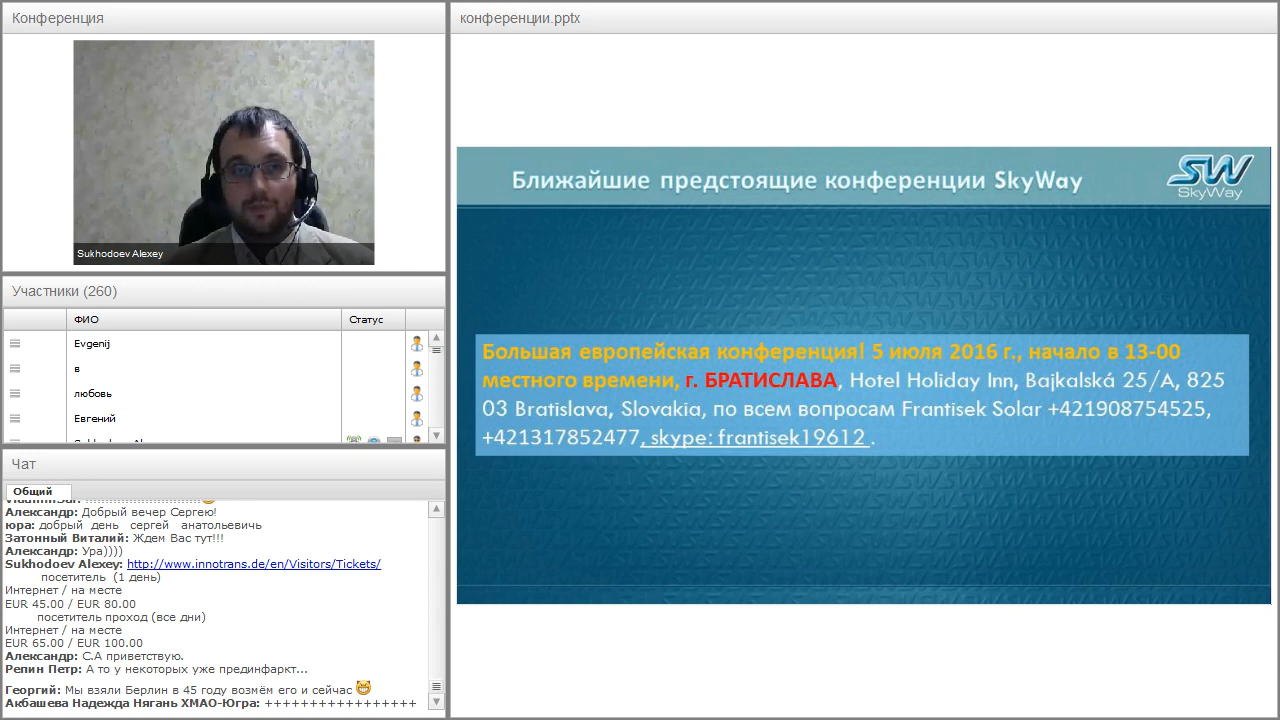 Конференция
Sukhodoev Alexey
Участники (260)
ФИО
Статус
Evgenij
в
любовь
Евгений
Чат
Общий
Александр: Добрый вечер Сергею!
юра: добрый день сергей анатольевичь
Затонный Виталий: Ждем Вас тут!!!
Александр: Ура))))
Sukhodoev Alexey: http://www.innotrans.de/en/Visitors/Tickets/
посетитель (1 день)
Интернет / на месте
EUR 45.00 / EUR 80.00
посетитель проход (все дни)
Интернет / на месте
EUR 65.00 / EUR 100.00
Александр: С.А приветствую.
Репин Петр: А то у некоторых уже прединфаркт...
Георгий: Мы взяли Берлин в 45 году возмём его и сейчас
Акбашева Надежда Нягань ХМАО-Югра: +++++++++++++++++
конференции.pptx
Ближайшие предстоящие конференции SkyWay
SW
SkyWay
Большая европейская конференция! 5 июля 2016 г., начало в 13-00
местного времени, г. БРАТИСЛАВА, Hotel Holiday Inn, Bajkalská 25/A, 825
03 Bratislava, Slovakia, по всем вопросам Frantisek Solar +421908754525,
+421317852477, skype: frantisek19612 .